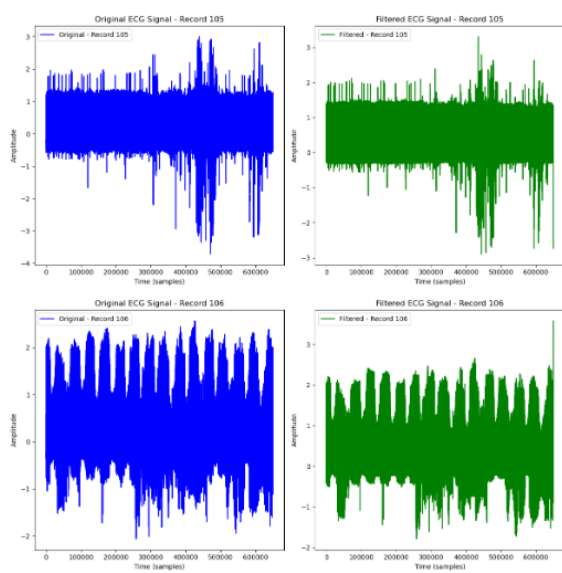 Original ECG Signal - Record 105
Original - Record 105
3
2
1
0
−1
−2
−3
−4
Amplitude
0 100000 200000 300000 400000 500000 600000
Time (samples)
Filtered ECG Signal - Record 105
Filtered - Record 105
3
2
1
0
−1
−2
−3
Amplitude
0 100000 200000 300000 400000 500000 600000
Time (samples)
Original ECG Signal - Record 106
Original - Record 106
2
1
0
−1
−2
Amplitude
0 100000 200000 300000 400000 500000 600000
Time (samples)
Filtered ECG Signal - Record 106
Filtered - Record 106
3
2
1
0
−1
−2
Amplitude
0 100000 200000 300000 400000 500000 600000
Time (samples)